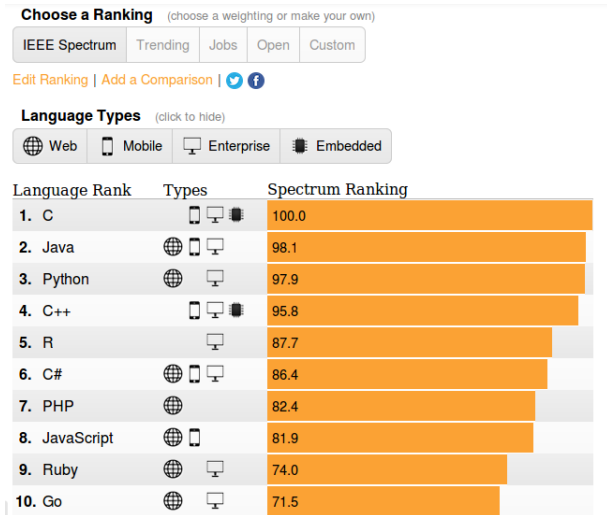 Choose a Ranking (choose a weighting or make your own)
IEEE Spectrum Trending Jobs Open Custom
Edit Ranking | Add a Comparison |
Language Types (click to hide)
Web Mobile Enterprise Embedded
Language Rank Types Spectrum Ranking
1. C 100.0
2. Java 98.1
3. Python 97.9
4. C++ 95.8
5. R 87.7
6. C# 86.4
7. PHP 82.4
8. JavaScript 81.9
9. Ruby 74.0
10. Go 71.5